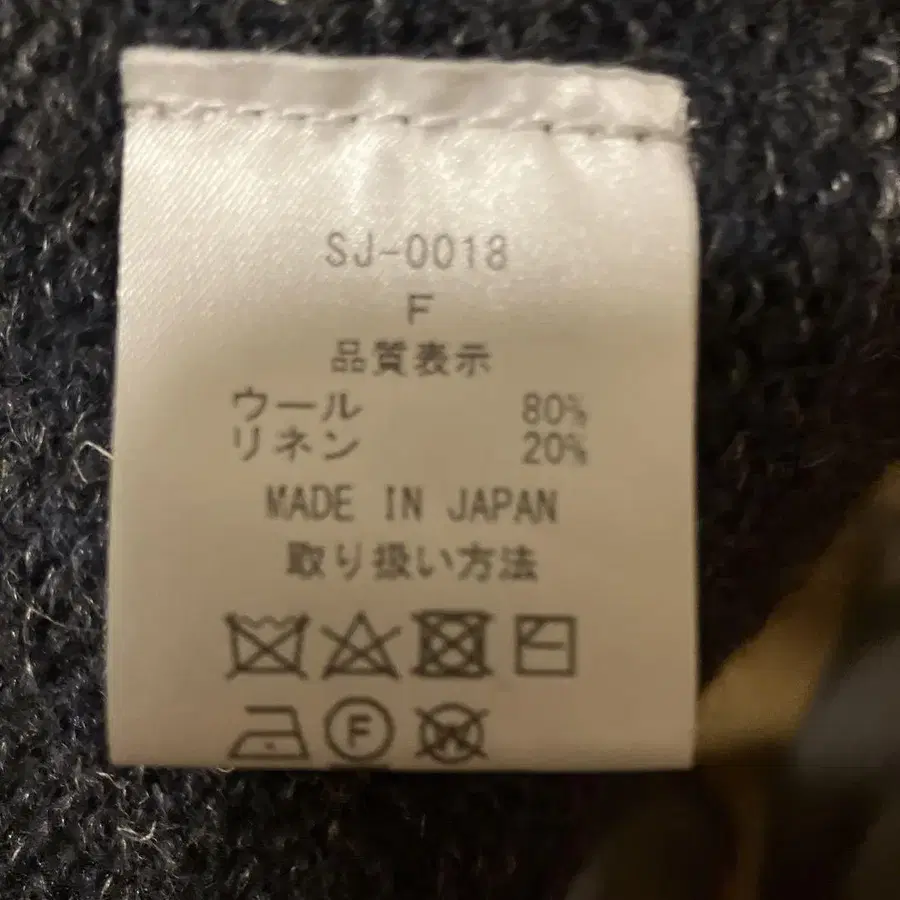 SJ-0018
F
品質表示
ウール 80%
リネン 20%
MADE IN JAPAN
取り扱い方法
F W